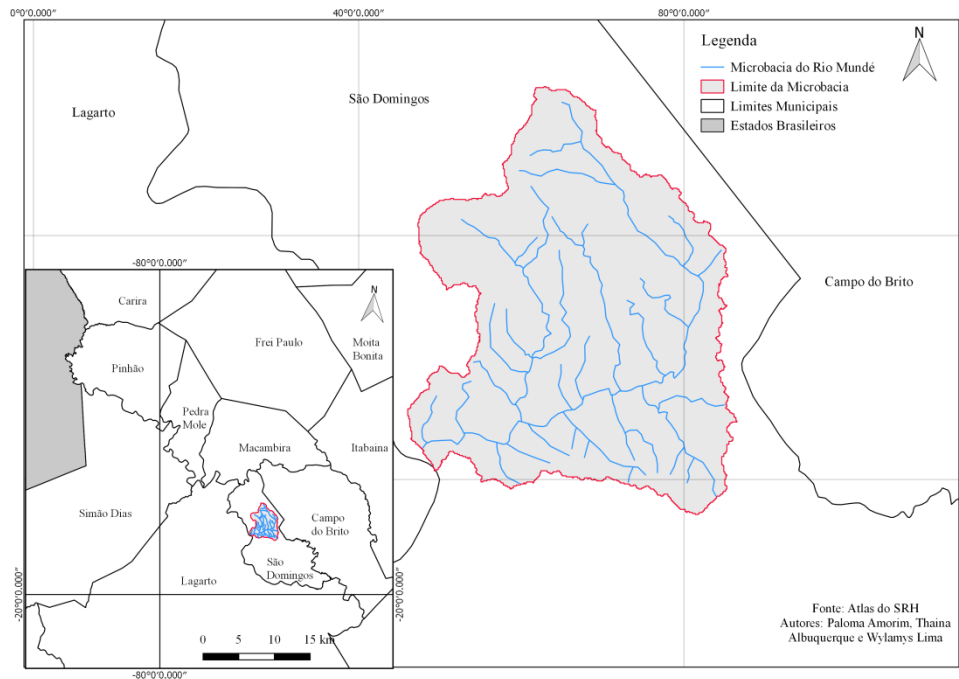 0°0'0.000"
40°0'0.000"
80°0'0.000"
Legenda
N
Microbacia do Rio Mundé
Limite da Microbacia
Limites Municipais
Estados Brasileiros
São Domingos
Lagarto
Campo do Brito
-80°0'0.000"
N
Carira
Frei Paulo
Moita
Bonita
Pinhão
Pedra
Mole
Macambira
Itabaina
Simão Dias
Campo
do Brito
São
Domingos
Lagarto
-20°0'0.000"
-20°0'0.000"
0 5 10 15 km
-80°0'0.000"
Fonte: Atlas do SRH
Autores: Paloma Amorim, Thaina
Albuquerque e Wylamys Lima